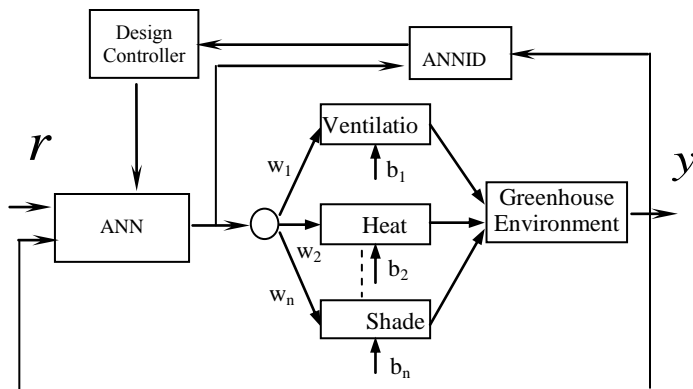 Design
Controller
ANNID
r
Ventilatio
w1
b1
y
ANN
Greenhouse
Environment
Heat
w2
b2
wn
Shade
bn